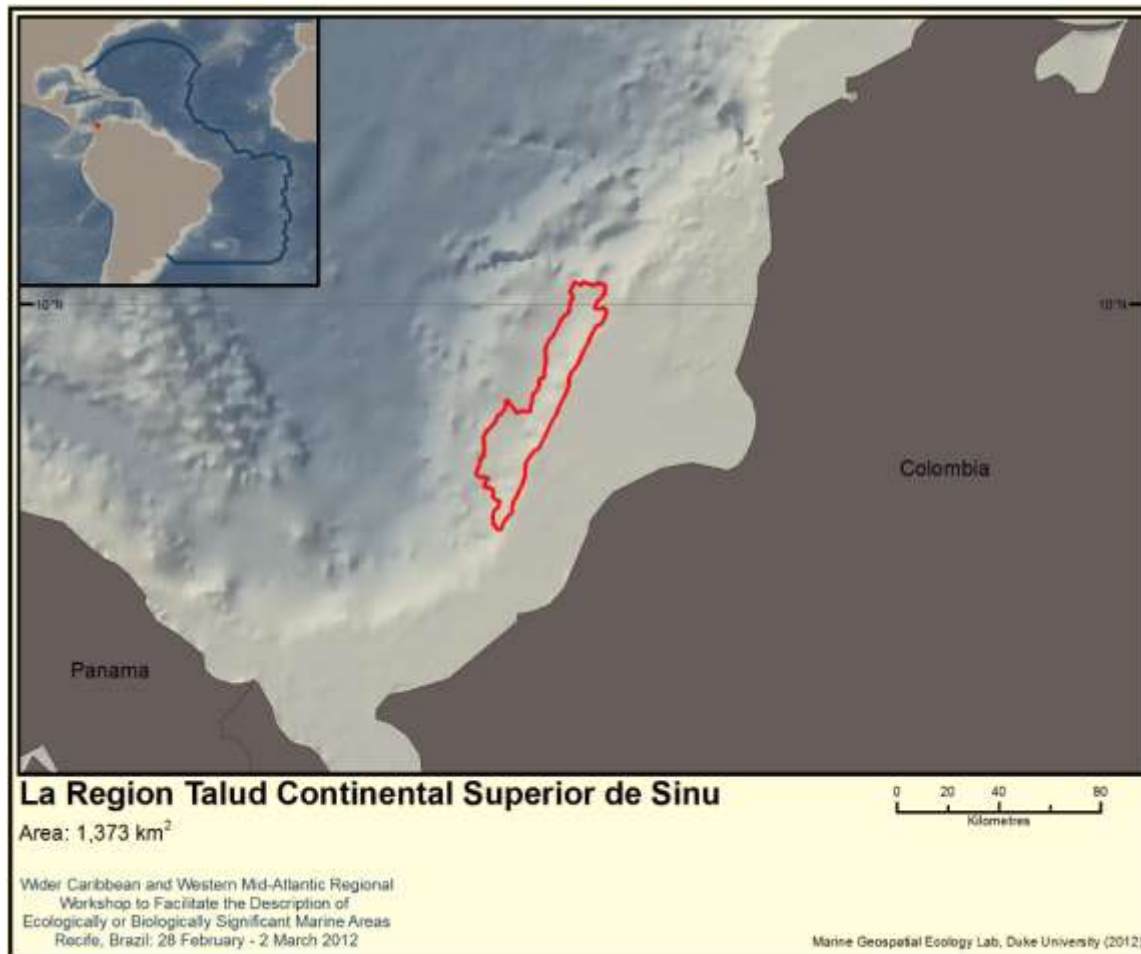 10°N
10°N
Colombia
Panama
La Region Talud Continental Superior de Sinu
Area: 1,373 km²
0 20 40 80
Kilometres
Wider Caribbean and Western Mid-Atlantic Regional
Workshop to Facilitate the Description of
Ecologically or Biologically Significant Marine Areas
Recife, Brazil: 28 February - 2 March 2012
Marine Geospatial Ecology Lab, Duke University (2012)